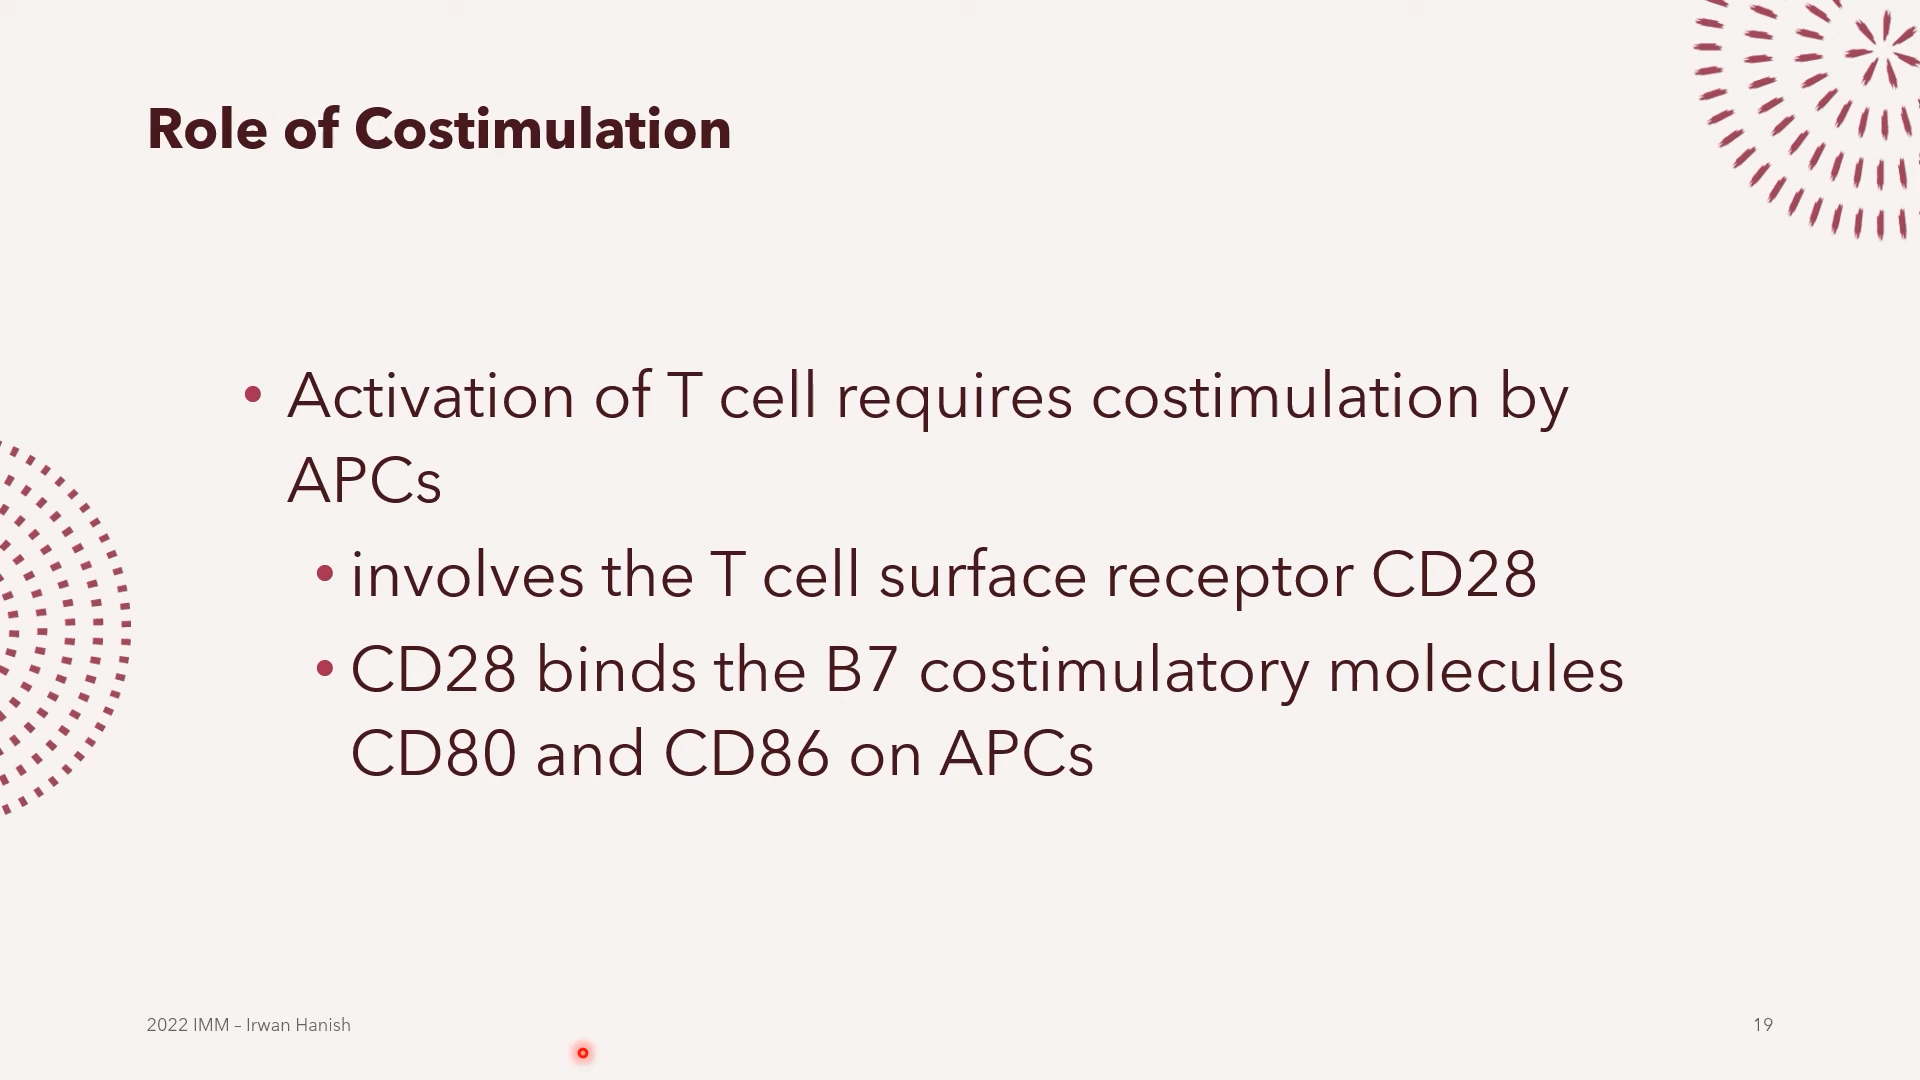 Role of Costimulation
• Activation of T cell requires costimulation by
APCs
• involves the T cell surface receptor CD28
• CD28 binds the B7 costimulatory molecules
CD80 and CD86 on APCs
2022 IMM – Irwan Hanish
19